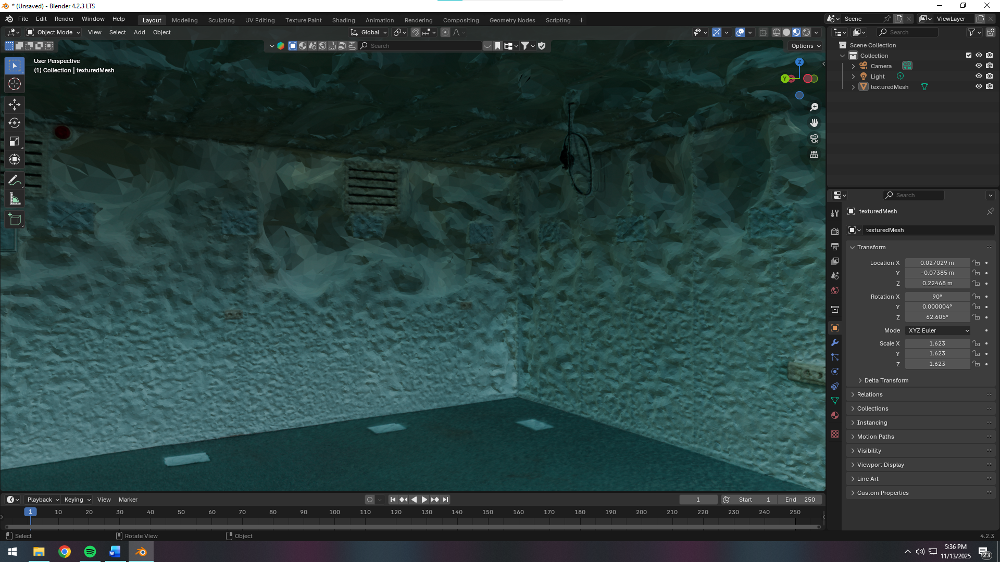 * (Unsaved) - Blender 4.2.3 LTS
File Edit Render Window Help Layout Modeling Sculpting UV Editing Texture Paint Shading Animation Rendering Compositing Geometry Nodes Scripting + Scene ViewLayer
Object Mode View Select Add Object Global Search
Search Options
User Perspective
(1) Collection | texturedMesh
Z
Y
Scene Collection
Collection
Camera
Light
texturedMesh
Search
texturedMesh
texturedMesh
Transform
Location X 0.027029 m
Y -0.07385 m
Z 0.22468 m
Rotation X 90°
Y 0.000004°
Z 62.605°
Mode XYZ Euler
Scale X 1.623
Y 1.623
Z 1.623
Delta Transform
Relations
Collections
Instancing
Motion Paths
Visibility
Viewport Display
Line Art
Custom Properties
Playback Keying View Marker 1 Start 1 End 250
1 10 20 30 40 50 60 70 80 90 100 110 120 130 140 150 160 170 180 190 200 210 220 230 240 250
Select Rotate View Object 4.2.3
5:36 PM
11/13/2025
23